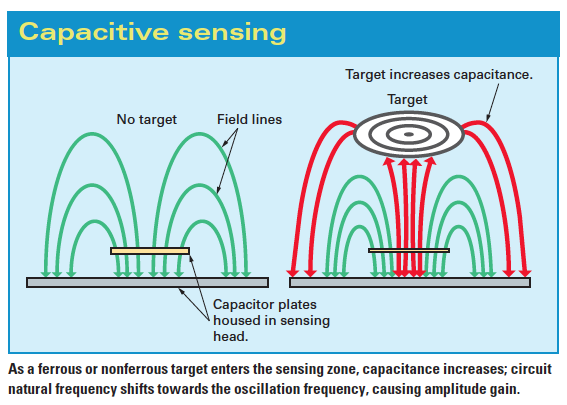 Capacitive sensing
Target increases capacitance.
Target
No target
Field lines
Capacitor plates
housed in sensing
head.
As a ferrous or nonferrous target enters the sensing zone, capacitance increases; circuit
natural frequency shifts towards the oscillation frequency, causing amplitude gain.